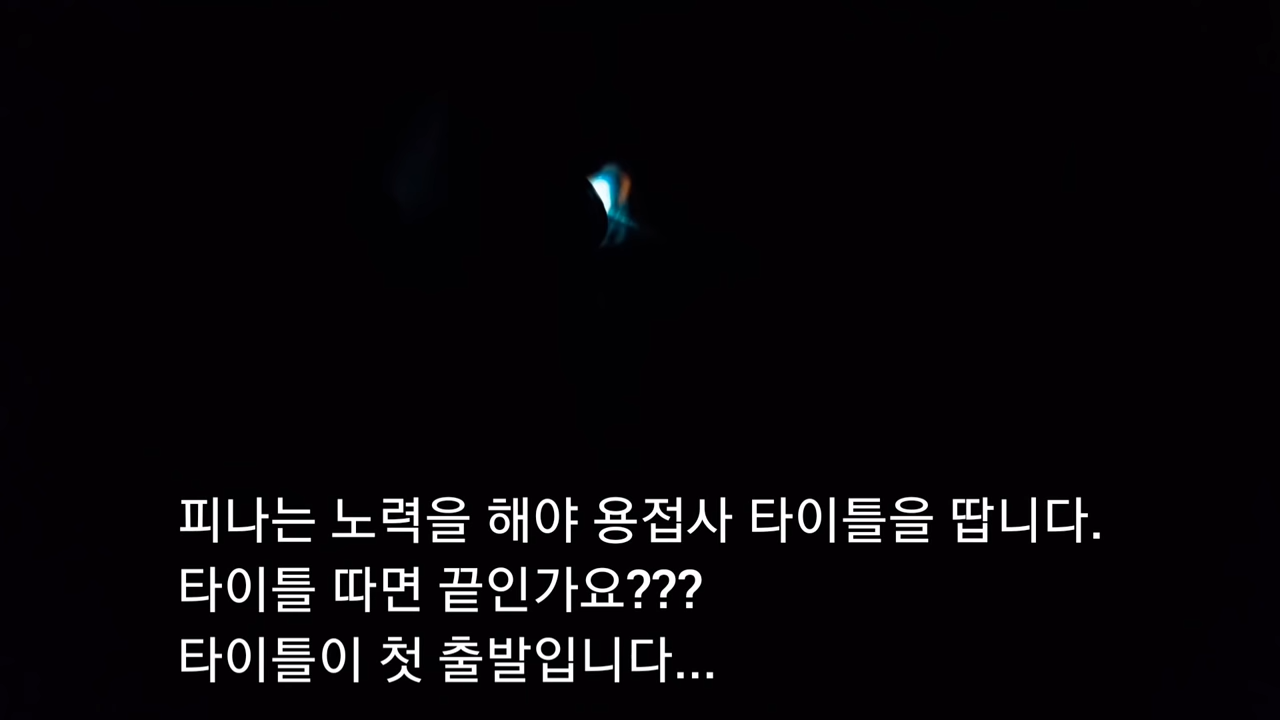 피나는 노력을 해야 용접사 타이틀을 땁니다.
타이틀 따면 끝인가요???
타이틀이 첫 출발입니다...